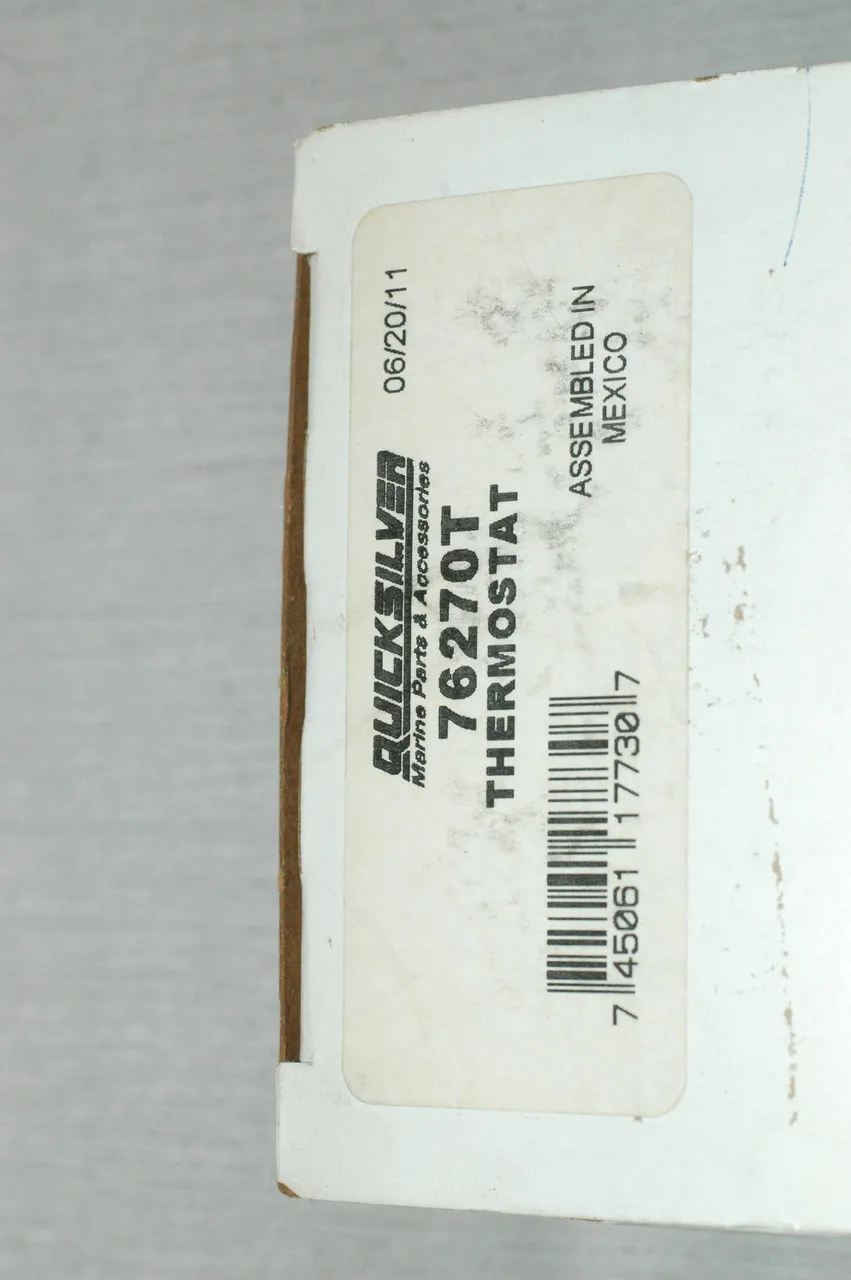 06/20/11
QUICKSILVER
Marine Parts & Accessories
76270T
THERMOSTAT
ASSEMBLED IN
MEXICO
7 45061 17730 7